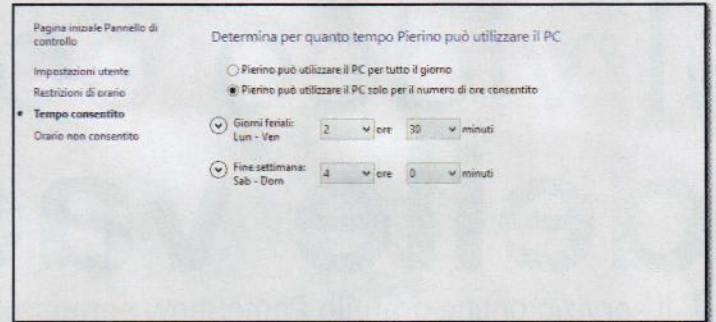 Pagina iniziale Pannello di
controllo
Impostazioni utente
Restrizioni di orario
Tempo consentito
Orario non consentito
Determina per quanto tempo Pierino può utilizzare il PC
Pierino può utilizzare il PC per tutto il giorno
Pierino può utilizzare il PC solo per il numero di ore consentito
Giorni feriali: 2 ore 30 minuti
Lun - Ven
Fine settimana: 4 ore 0 minuti
Sab - Dom